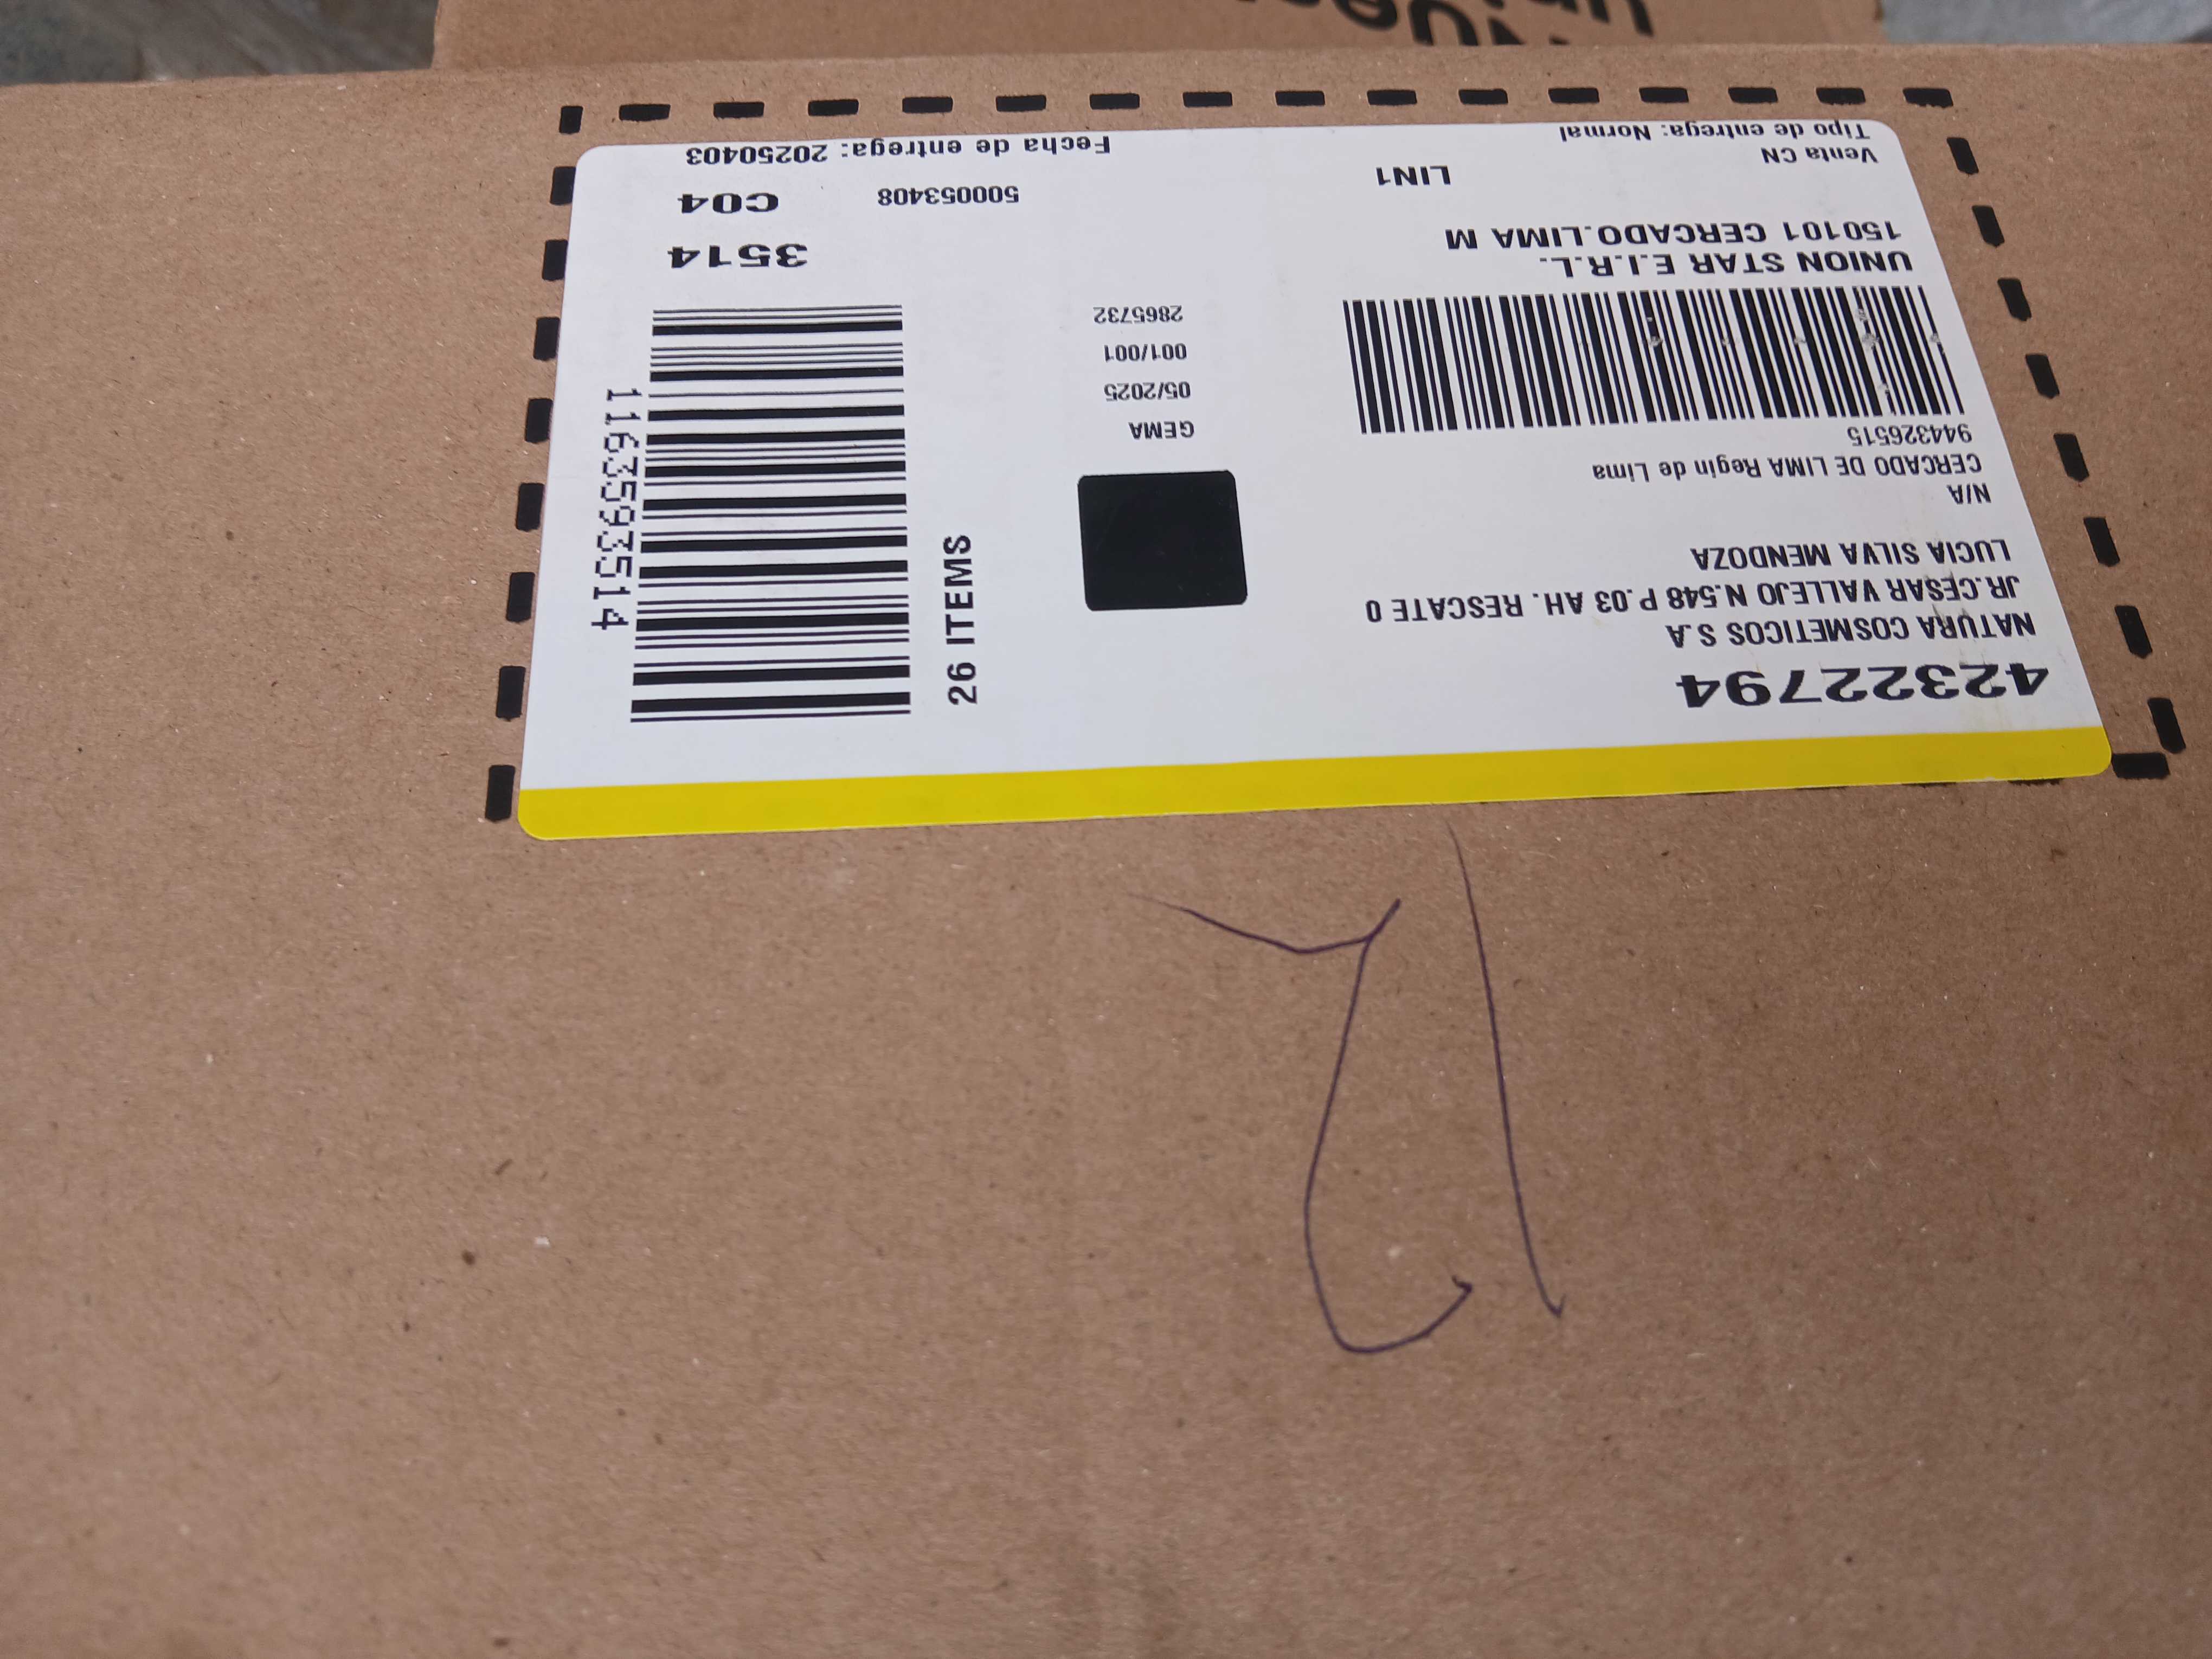 42322794
NATURA COSMETICOS S.A
JR.CESAR VALLEJO N.548 P.03 AH. RESCATE 0
LUCIA SILVA MENDOZA
N/A
CERCADO DE LIMA Regin de Lima
944326515
UNION STAR E.I.R.L.
150101 CERCADO.LIMA M
LIN1
Venta CN
Tipo de entrega: Normal
GEMA
05/2025
001/001
2865732
26 ITEMS
1163593514
3514
500053408
C04
Fecha de entrega: 20250403